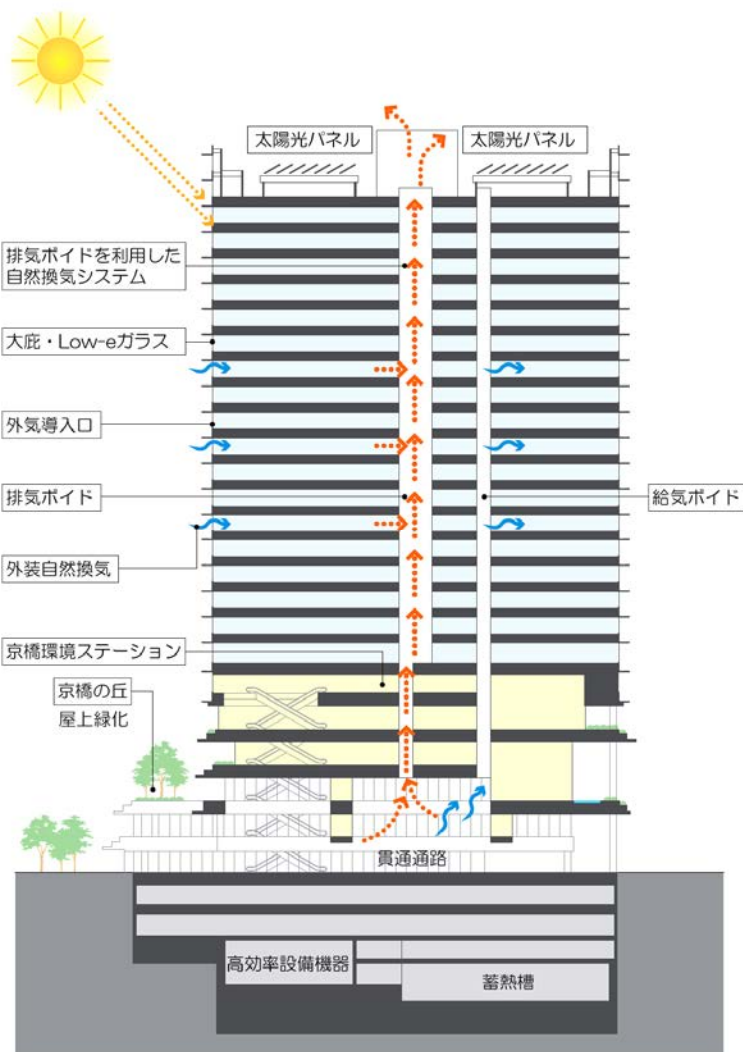 太陽光パネル
太陽光パネル
排気ボイドを利用した
自然換気システム
大庇・Low-eガラス
外気導入口
排気ボイド
給気ボイド
外装自然換気
京橋環境ステーション
京橋の丘
屋上緑化
貫通通路
高効率設備機器
蓄熱槽